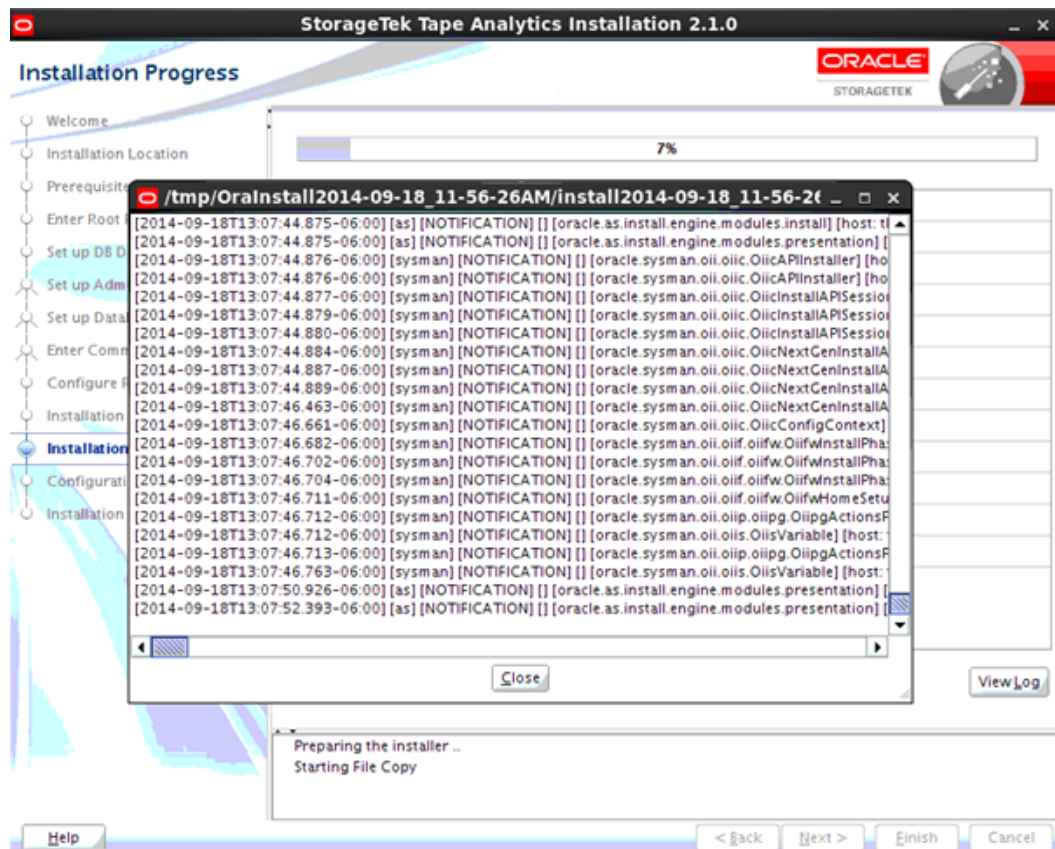 StorageTek Tape Analytics Installation 2.1.0
Installation Progress
ORACLE
STORAGETEK
Welcome
Installation Location
Prerequisite
Enter Root
Set up DB D
Set up Adm
Set up Data
Enter Comm
Configure
Installation
Installation
Configurati
Installation
7%
/tmp/OraInstall2014-09-18_11-56-26AM/install2014-09-18_11-56-26
[2014-09-18T13:07:44.875-06:00] [as] [NOTIFICATION] [] [oracle.as.install.engine.modules.install] [host: t
[2014-09-18T13:07:44.875-06:00] [as] [NOTIFICATION] [] [oracle.as.install.engine.modules.presentation] [
[2014-09-18T13:07:44.876-06:00] [sysman] [NOTIFICATION] [] [oracle.sysman.oii.oiic.OiicAPIInstaller] [ho
[2014-09-18T13:07:44.876-06:00] [sysman] [NOTIFICATION] [] [oracle.sysman.oii.oiic.OiicAPIInstaller] [ho
[2014-09-18T13:07:44.877-06:00] [sysman] [NOTIFICATION] [] [oracle.sysman.oii.oiic.OiicInstallAPISession
[2014-09-18T13:07:44.879-06:00] [sysman] [NOTIFICATION] [] [oracle.sysman.oii.oiic.OiicInstallAPISession
[2014-09-18T13:07:44.880-06:00] [sysman] [NOTIFICATION] [] [oracle.sysman.oii.oiic.OiicInstallAPISession
[2014-09-18T13:07:44.884-06:00] [sysman] [NOTIFICATION] [] [oracle.sysman.oii.oiic.OiicNextGenInstallA
[2014-09-18T13:07:44.887-06:00] [sysman] [NOTIFICATION] [] [oracle.sysman.oii.oiic.OiicNextGenInstallA
[2014-09-18T13:07:44.889-06:00] [sysman] [NOTIFICATION] [] [oracle.sysman.oii.oiic.OiicNextGenInstallA
[2014-09-18T13:07:46.463-06:00] [sysman] [NOTIFICATION] [] [oracle.sysman.oii.oiic.OiicNextGenInstallA
[2014-09-18T13:07:46.661-06:00] [sysman] [NOTIFICATION] [] [oracle.sysman.oii.oiic.OiicConfigContext]
[2014-09-18T13:07:46.682-06:00] [sysman] [NOTIFICATION] [] [oracle.sysman.oii.oiif.oiifw.OiifwInstallPha
[2014-09-18T13:07:46.702-06:00] [sysman] [NOTIFICATION] [] [oracle.sysman.oii.oiif.oiifw.OiifwInstallPha
[2014-09-18T13:07:46.704-06:00] [sysman] [NOTIFICATION] [] [oracle.sysman.oii.oiif.oiifw.OiifwInstallPha
[2014-09-18T13:07:46.711-06:00] [sysman] [NOTIFICATION] [] [oracle.sysman.oii.oiif.oiifw.OiifwHomeSetu
[2014-09-18T13:07:46.712-06:00] [sysman] [NOTIFICATION] [] [oracle.sysman.oii.oiip.oiipg.OiipgActionsP
[2014-09-18T13:07:46.712-06:00] [sysman] [NOTIFICATION] [] [oracle.sysman.oii.oiis.OiisVariable] [host:
[2014-09-18T13:07:46.713-06:00] [sysman] [NOTIFICATION] [] [oracle.sysman.oii.oiip.oiipg.OiipgActionsP
[2014-09-18T13:07:46.763-06:00] [sysman] [NOTIFICATION] [] [oracle.sysman.oii.oiis.OiisVariable] [host:
[2014-09-18T13:07:50.926-06:00] [as] [NOTIFICATION] [] [oracle.as.install.engine.modules.presentation] [
[2014-09-18T13:07:52.393-06:00] [as] [NOTIFICATION] [] [oracle.as.install.engine.modules.presentation] [
Close
View Log
Preparing the installer ..
Starting File Copy
Help
< Back
Next >
Finish
Cancel